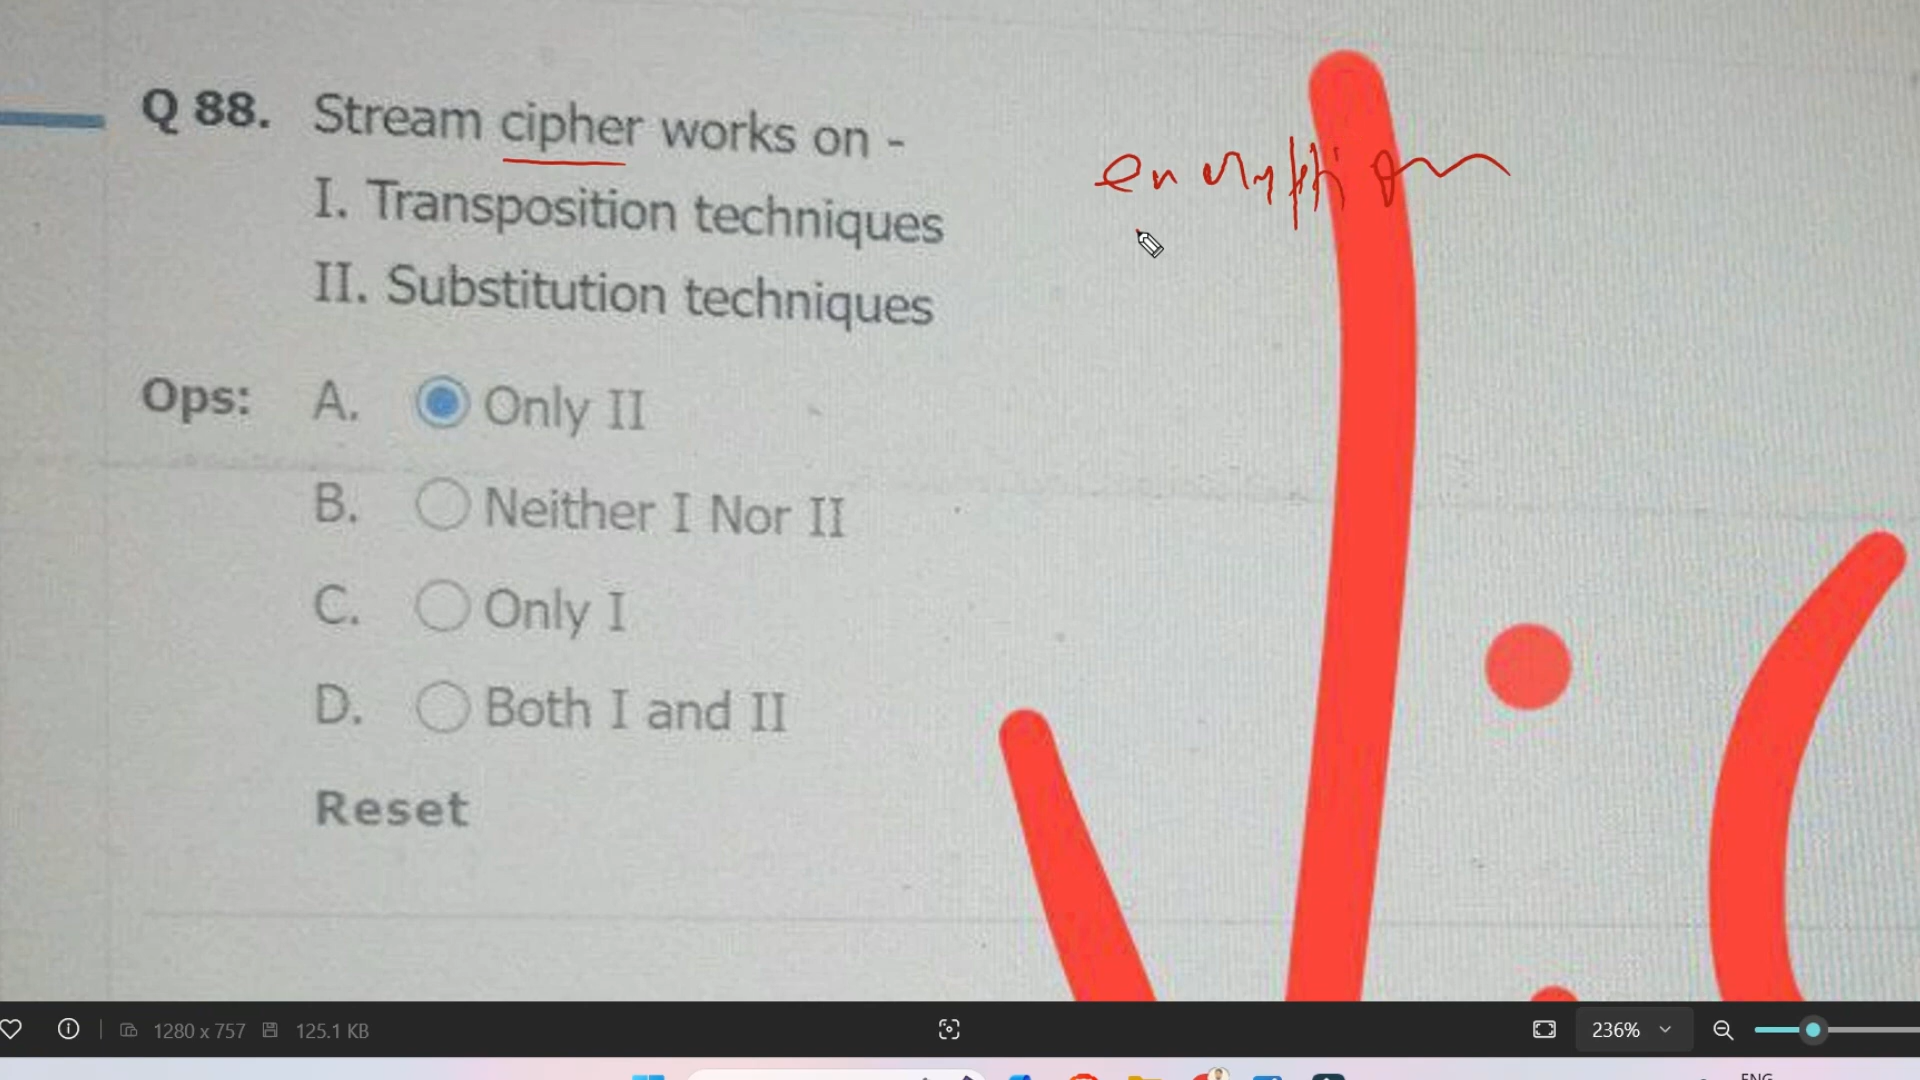 Q 88. Stream cipher works on -
encryption
I. Transposition techniques
II. Substitution techniques
Ops: A. Only II
B. Neither I Nor II
C. Only I
D. Both I and II
Reset
1280 x 757 125.1 KB 236%
ENG